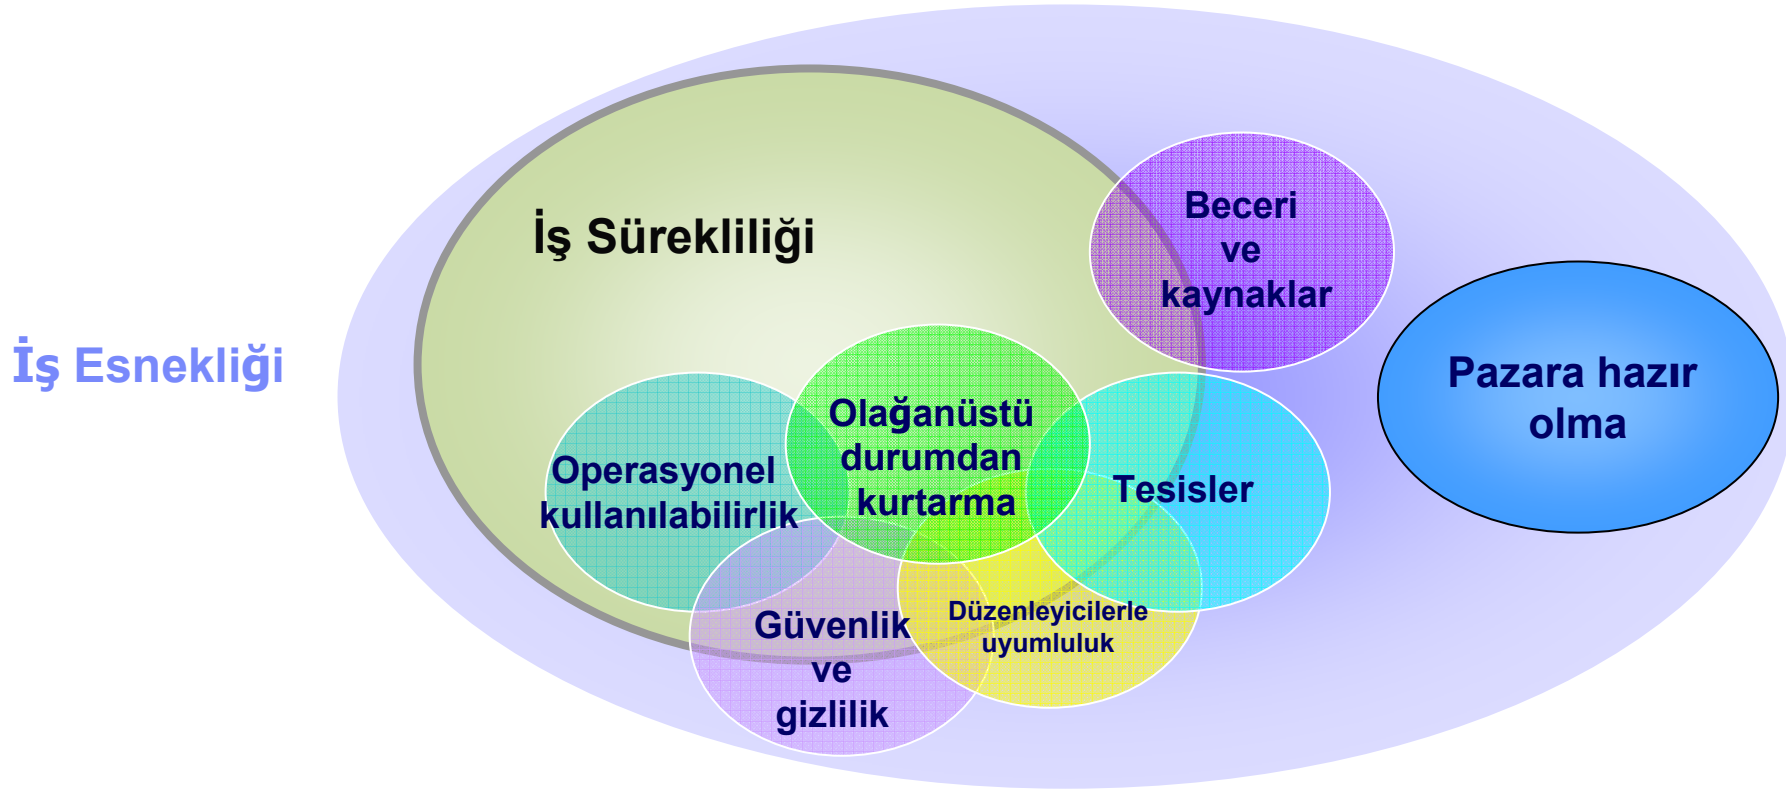 İş Sürekliliği
Beceri
ve
kaynaklar
İş Esnekliği
Pazara hazır
olma
Olağanüstü
durumdan
kurtarma
Operasyonel
kullanılabilirlik
Tesisler
Güvenlik
ve
gizlilik
Düzenleyicilerle
uyumluluk